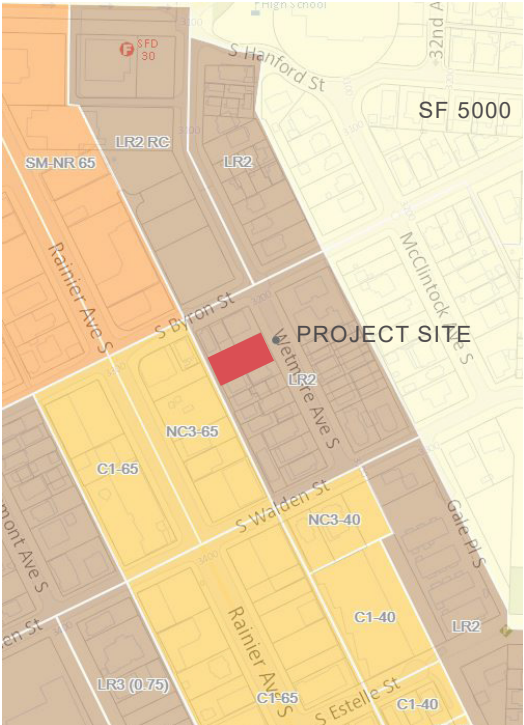 High School
32nd A
S Hanford St
SFD
30
SF 5000
LR2 RC
LR2
SM-NR 65
McClintock Ave S
Rainier Ave S
S Byron St
PROJECT SITE
Wetmore Ave S
LR2
NC3-65
C1-65
S Walden St
NC3-40
mont Ave S
Gale Pl S
C1-40
LR2
en St
Rainier Ave S
LR3 (0.75)
C1-65
S Estelle St
C1-40